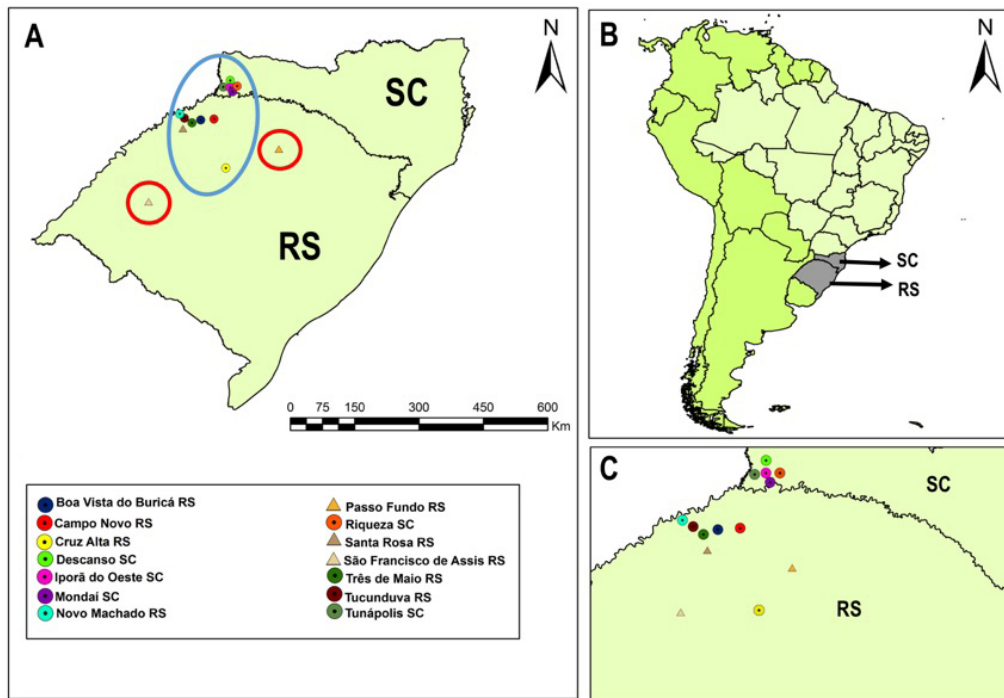 A
N
SC
RS
0 75 150 300 450 600
Km
Boa Vista do Buricá RS
Campo Novo RS
Cruz Alta RS
Descanso SC
Iporã do Oeste SC
Mondaí SC
Novo Machado RS
Passo Fundo RS
Riqueza SC
Santa Rosa RS
São Francisco de Assis RS
Três de Maio RS
Tucunduva RS
Tunápolis SC
B
N
SC
RS
C
SC
RS